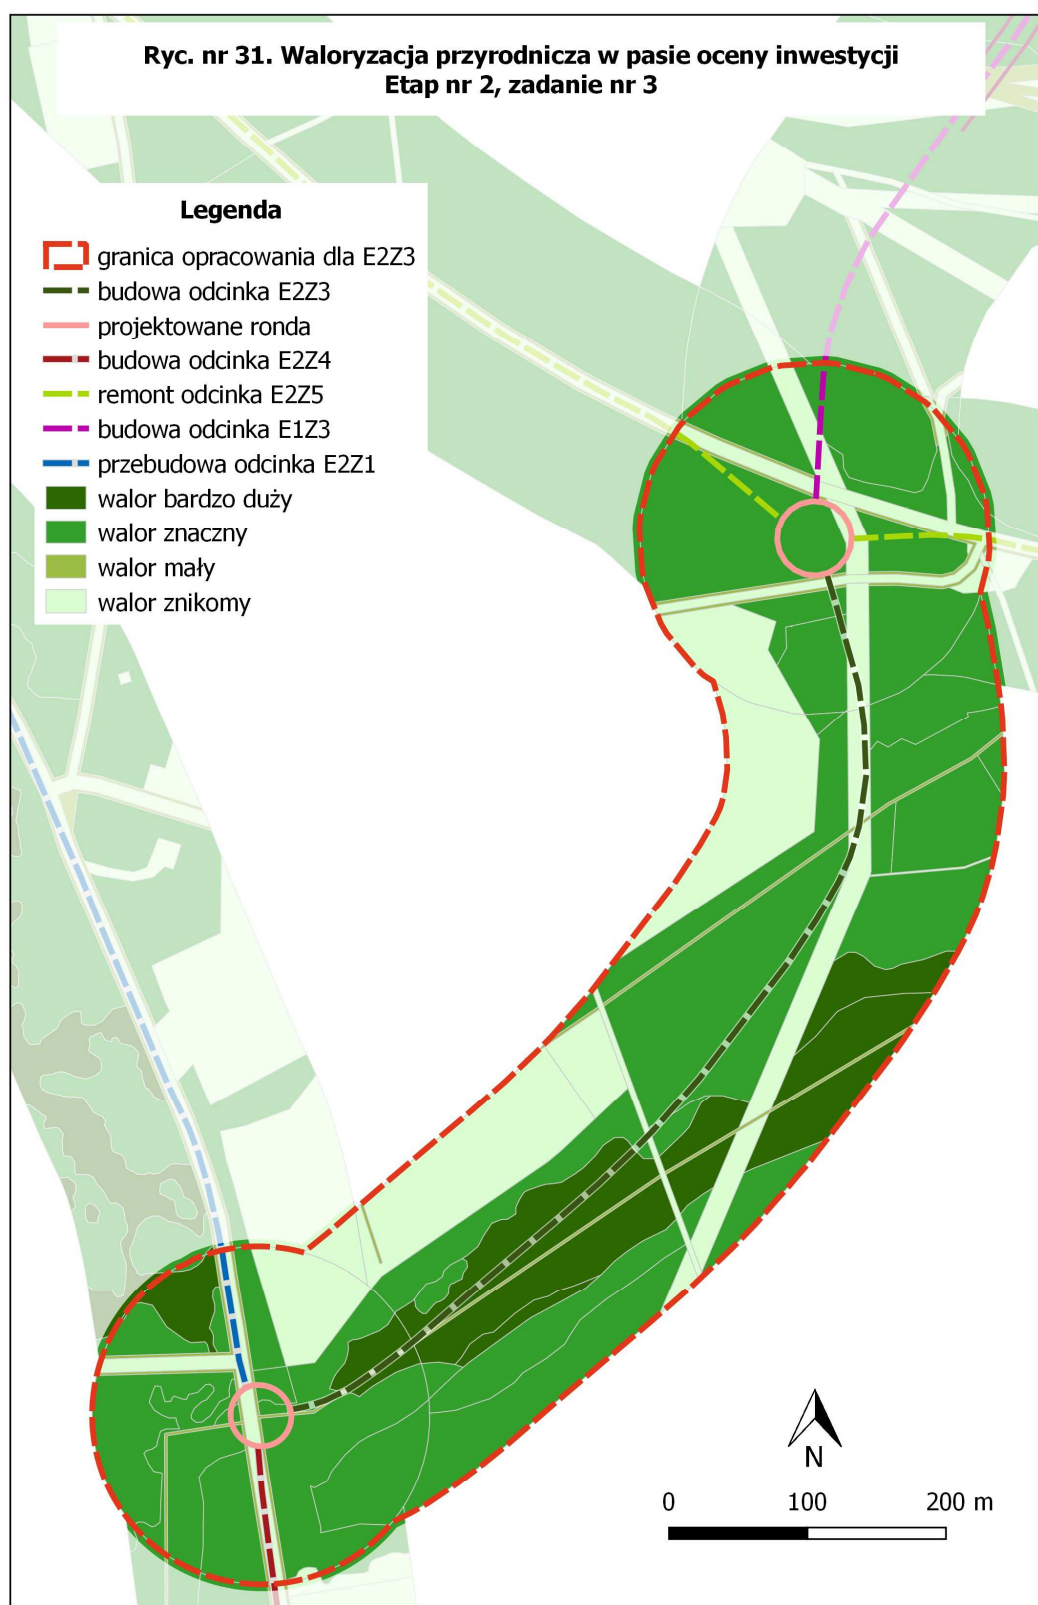 Ryc. nr 31. Waloryzacja przyrodnicza w pasie oceny inwestycji
Etap nr 2, zadanie nr 3
Legenda
granica opracowania dla E2Z3
budowa odcinka E2Z3
projektowane ronda
budowa odcinka E2Z4
remont odcinka E2Z5
budowa odcinka E1Z3
przebudowa odcinka E2Z1
walor bardzo duży
walor znaczny
walor mały
walor znikomy
N
0 100 200 m